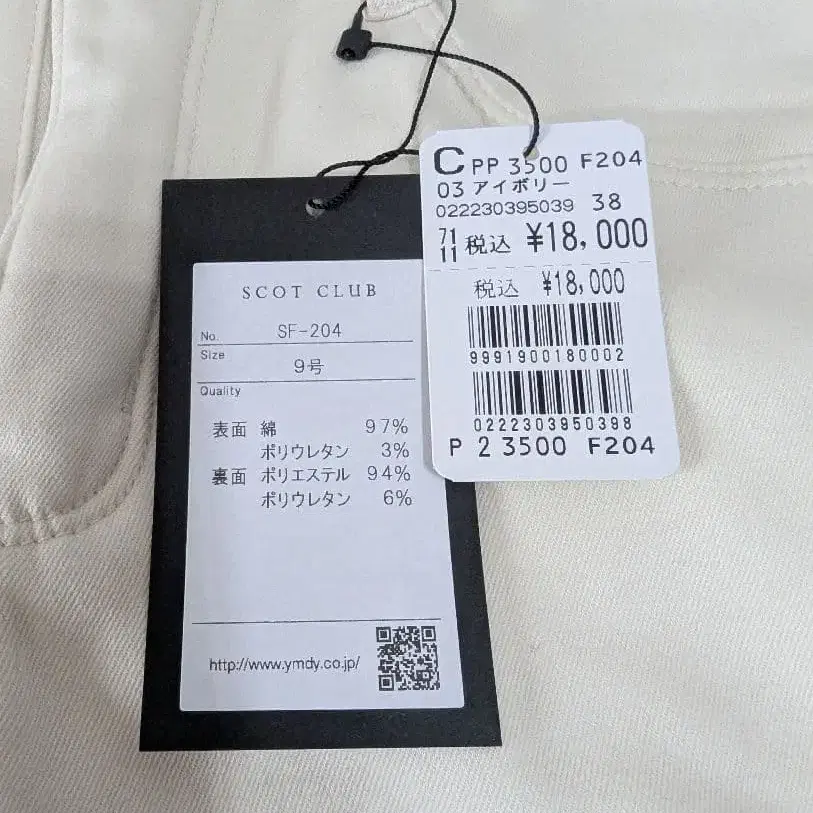 SCOT CLUB
No. SF-204
Size 9号
Quality
表面 綿 97%
ポリウレタン 3%
裏面 ポリエステル 94%
ポリウレタン 6%
http://www.ymdy.co.jp/
C PP 3500 F204
03 アイボリー
022230395039 38
71
11 税込 ¥18,000
税込 ¥18,000
9991900180002
0222303950398
P 2 3500 F204